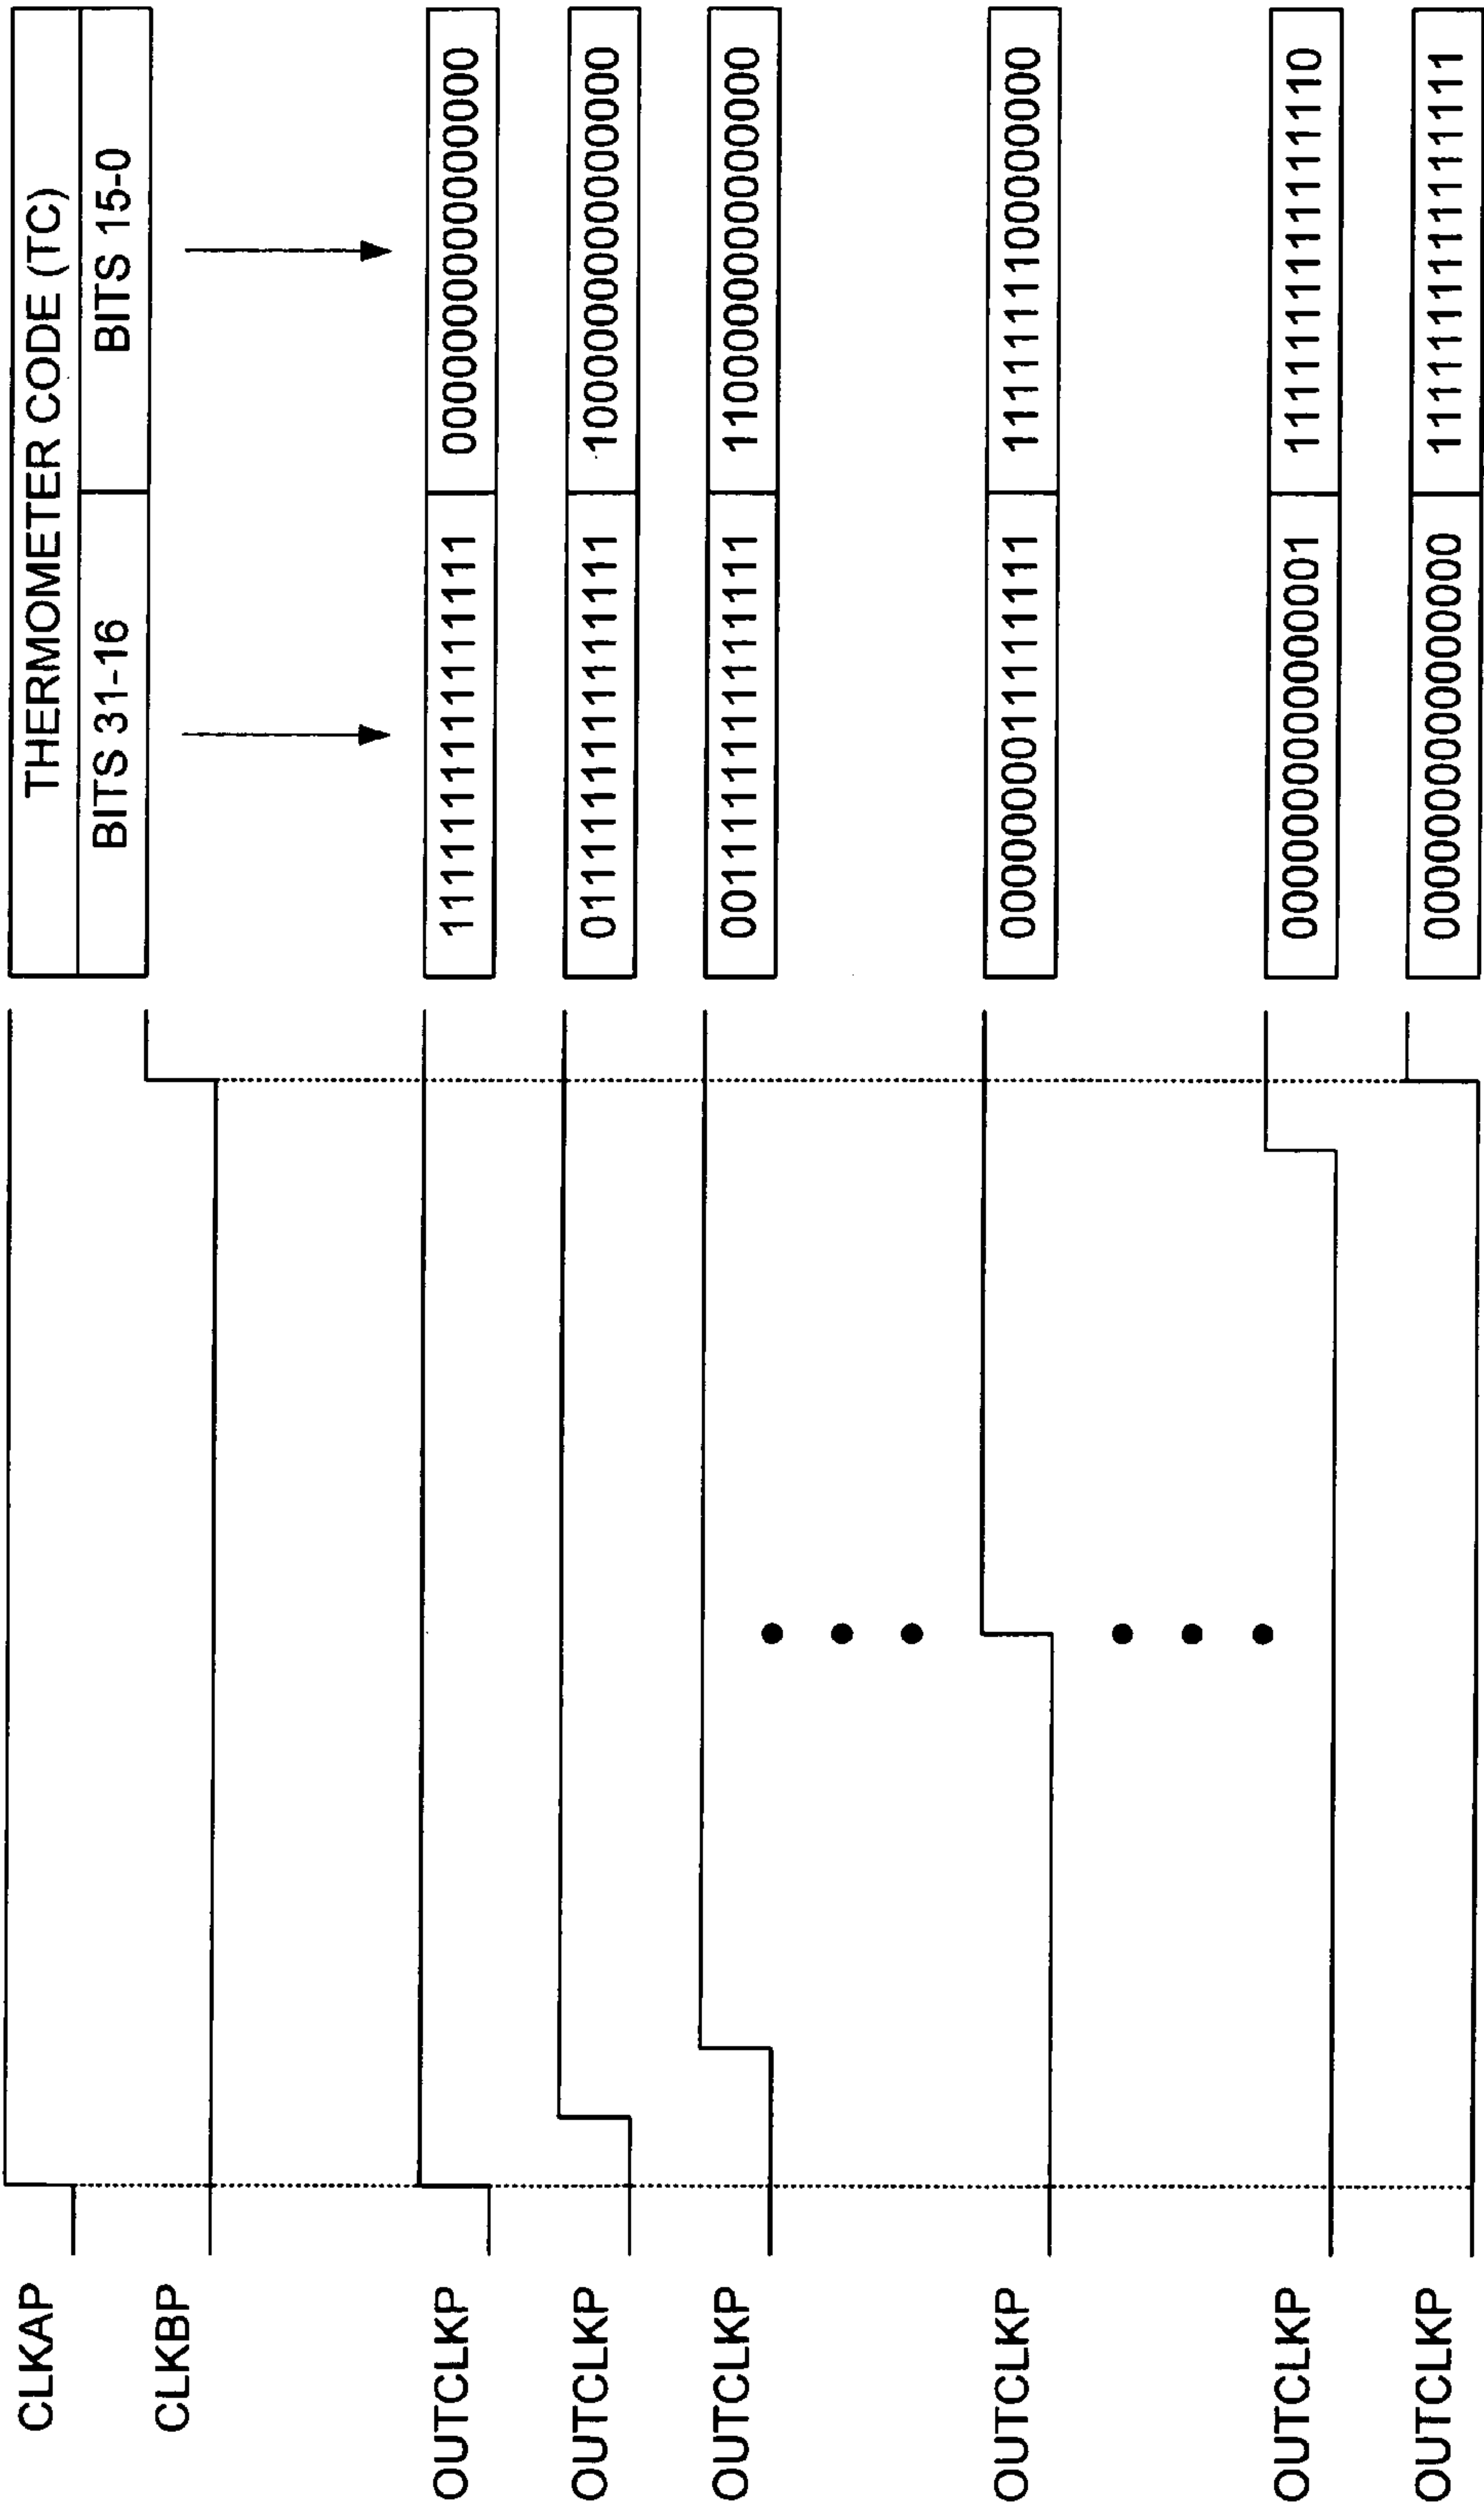 THERMOMETER CODE (TC)
CLKAP
CLKBP BITS 31-16 BITS 15-0
OUTCLKP 1111111111111111 0000000000000000
OUTCLKP 0111111111111111 1000000000000000
OUTCLKP 0011111111111111 1100000000000000
OUTCLKP 0000000011111111 1111111100000000
OUTCLKP 0000000000000001 1111111111111110
OUTCLKP 0000000000000000 1111111111111111